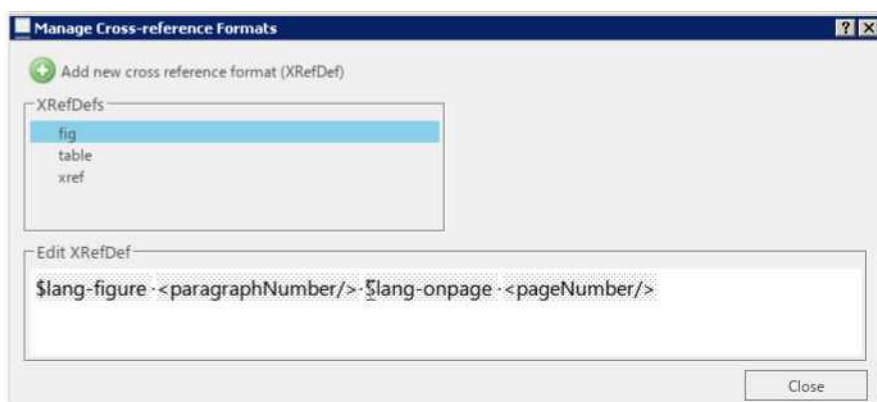 Manage Cross-reference Formats
Add new cross reference format (XRefDef)
XRefDefs
fig
table
xref
Edit XRefDef
$lang-figure ·<paragraphNumber/>·$lang-onpage ·<pageNumber/>
Close